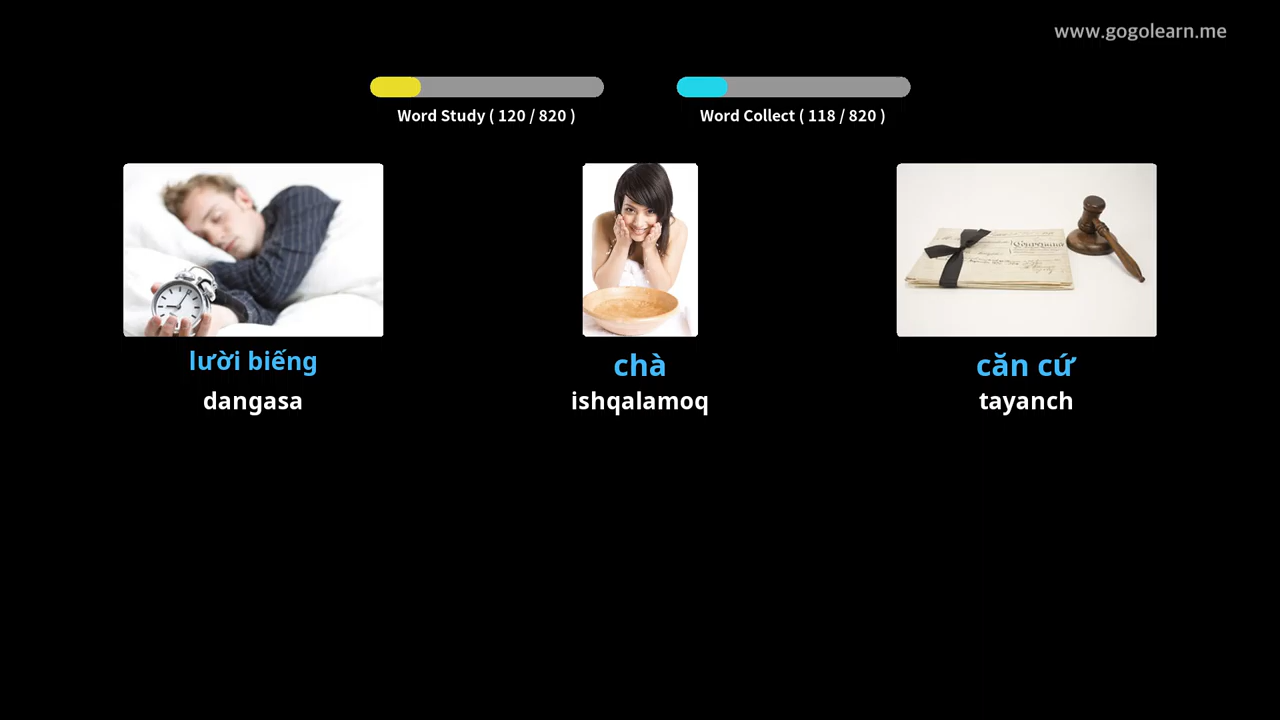 www.gogolearn.me
Word Study ( 120 / 820 )
Word Collect ( 118 / 820 )
lười biếng
dangasa
chà
ishqalamoq
căn cứ
tayanch